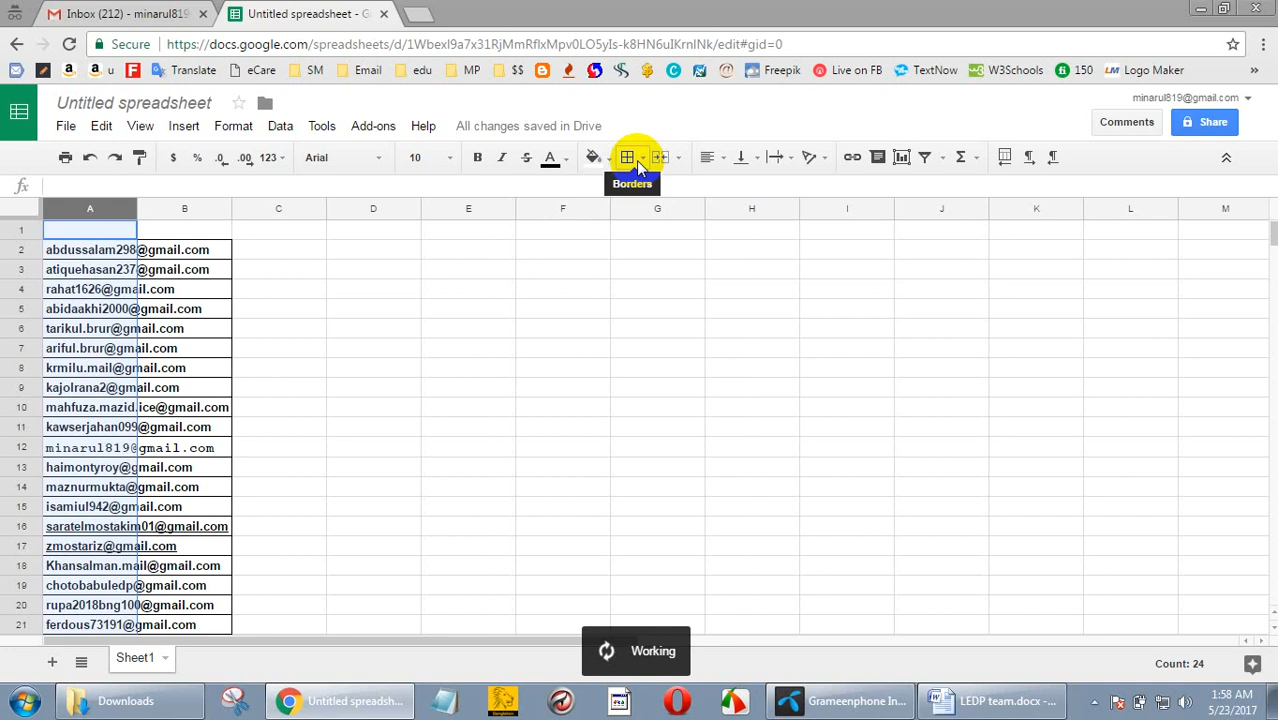 Inbox (212) - minarul819
Untitled spreadsheet - G
Secure https://docs.google.com/spreadsheets/d/1Wbexl9a7x31RjMmRflxMpv0LO5yIs-k8HN6uIKrnINk/edit#gid=0
Translate eCare. SM Email edu MP $$ Freepik Live on FB TextNow W3Schools 150 Logo Maker
Untitled spreadsheet
minarul819@gmail.com
File Edit View Insert Format Data Tools Add-ons Help All changes saved in Drive
Comments Share
$ % .0 .00 123 Arial 10 B I S A
Borders
fx
A B C D E F G H I J K L M
1
2 abdussalam298@gmail.com
3 atiquehasan237@gmail.com
4 rahat1626@gmail.com
5 abidaakhi2000@gmail.com
6 tarikul.brur@gmail.com
7 ariful.brur@gmail.com
8 krmilu.mail@gmail.com
9 kajolrana2@gmail.com
10 mahfuza.mazid.ice@gmail.com
11 kawserjahan099@gmail.com
12 minarul819@gmail.com
13 haimontyroy@gmail.com
14 maznurmukta@gmail.com
15 isamiul942@gmail.com
16 saratelmostakim01@gmail.com
17 zmostariz@gmail.com
18 Khansalman.mail@gmail.com
19 chotobabuledp@gmail.com
20 rupa2018bng100@gmail.com
21 ferdous73191@gmail.com
Working
Sheet1
Count: 24
Downloads
Untitled spreadsh...
Grameenphone In...
LEDP team.docx -...
1:58 AM
5/23/2017